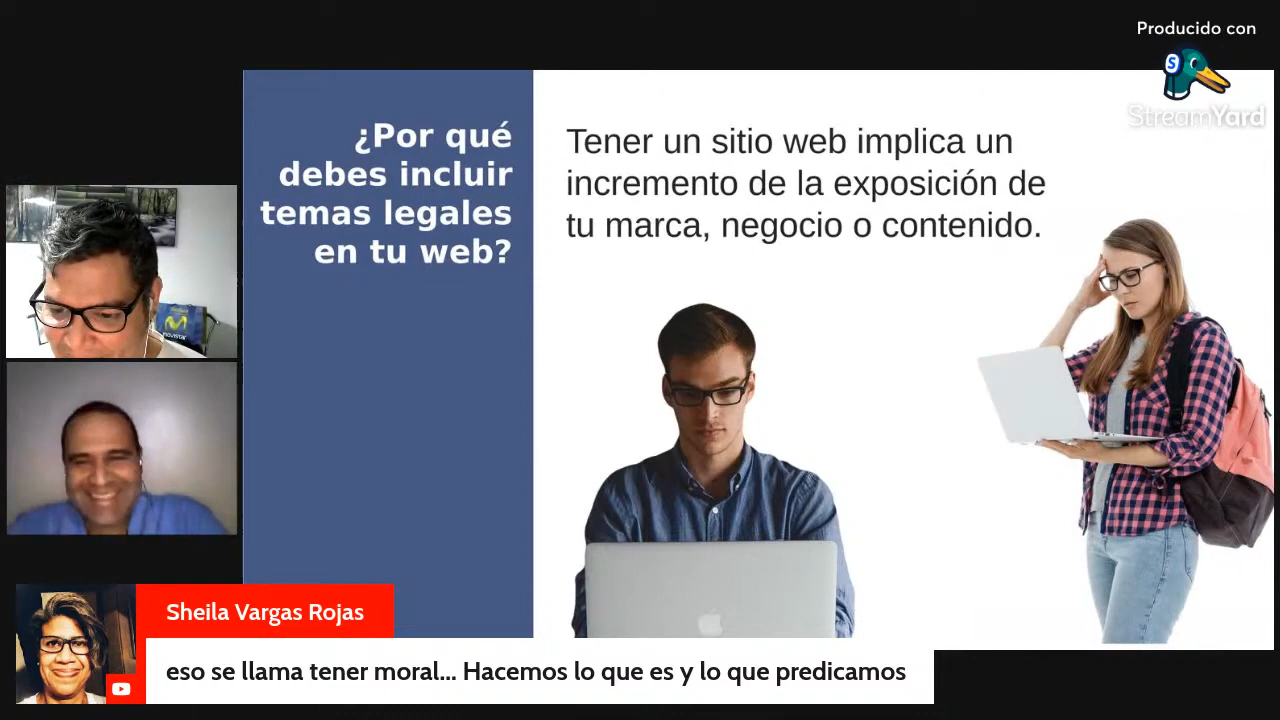 Producido con
S
StreamYard
¿Por qué
debes incluir
temas legales
en tu web?
Tener un sitio web implica un
incremento de la exposición de
tu marca, negocio o contenido.
movistar
Sheila Vargas Rojas
eso se llama tener moral... Hacemos lo que es y lo que predicamos